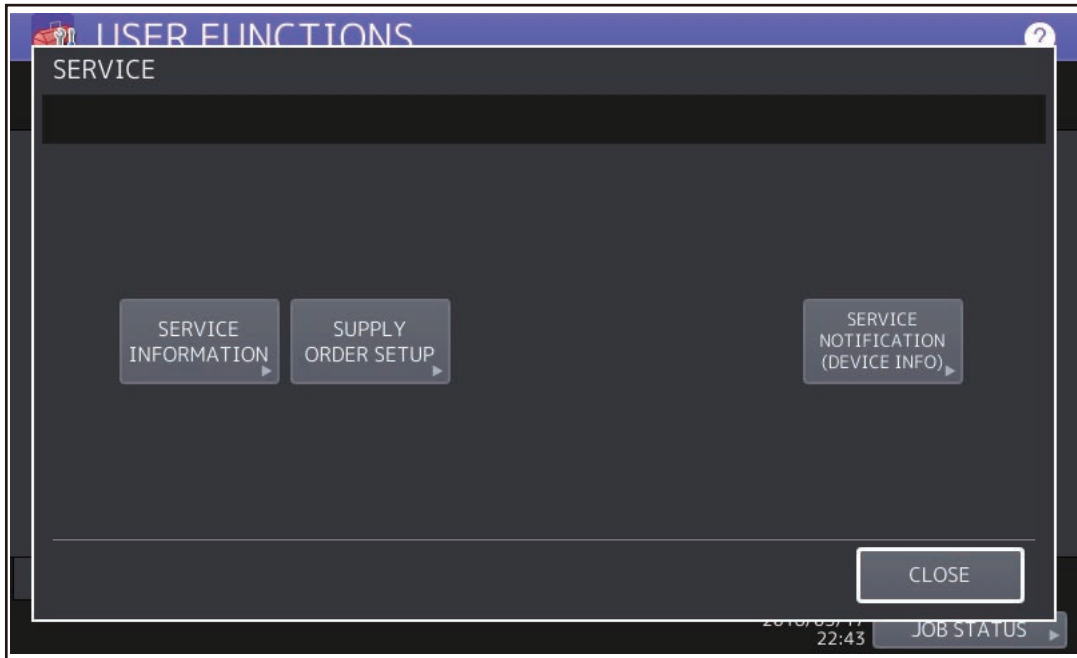 USER FUNCTIONS
?
SERVICE
SERVICE
INFORMATION
SUPPLY
ORDER SETUP
SERVICE
NOTIFICATION
(DEVICE INFO)
CLOSE
22:43
JOB STATUS